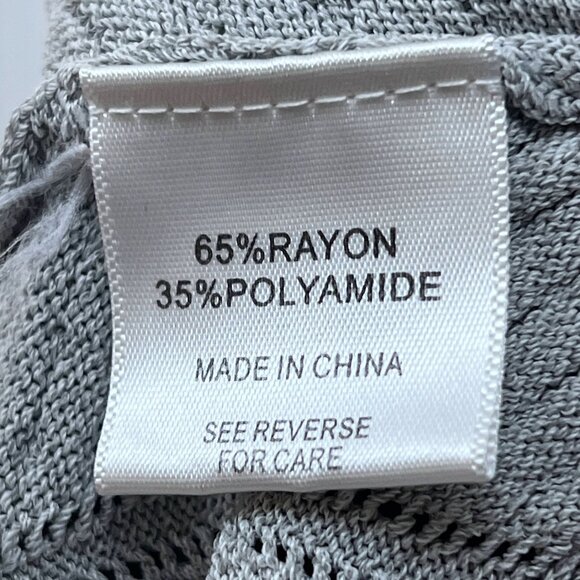 65%RAYON
35%POLYAMIDE
MADE IN CHINA
SEE REVERSE
FOR CARE